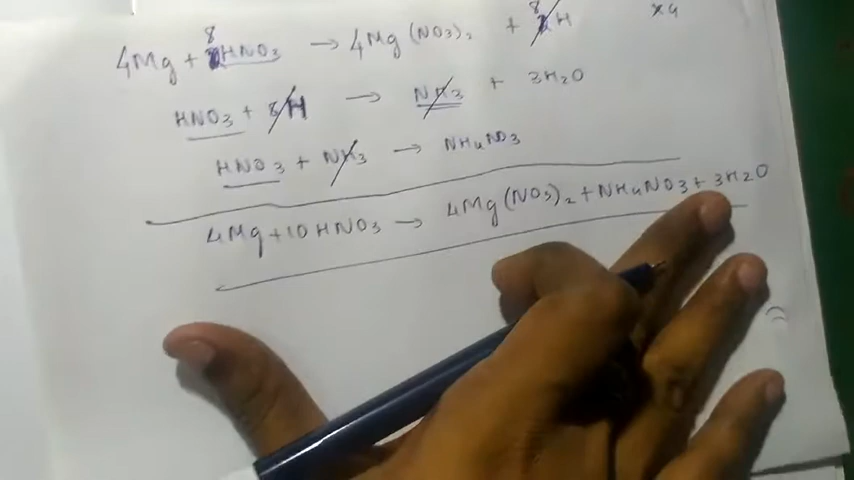 4Mg + 8HNO3 → 4Mg(NO3)2 + 8H ×4
HNO3 + 8H → NH3 + 3H2O
HNO3 + NH3 → NH4NO3
4Mg + 10HNO3 → 4Mg(NO3)2 + NH4NO3 + 3H2O